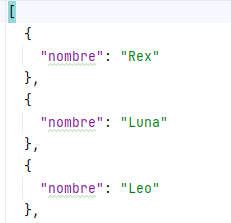 [
  {
    "nombre": "Rex"
  },
  {
    "nombre": "Luna"
  },
  {
    "nombre": "Leo"
  },